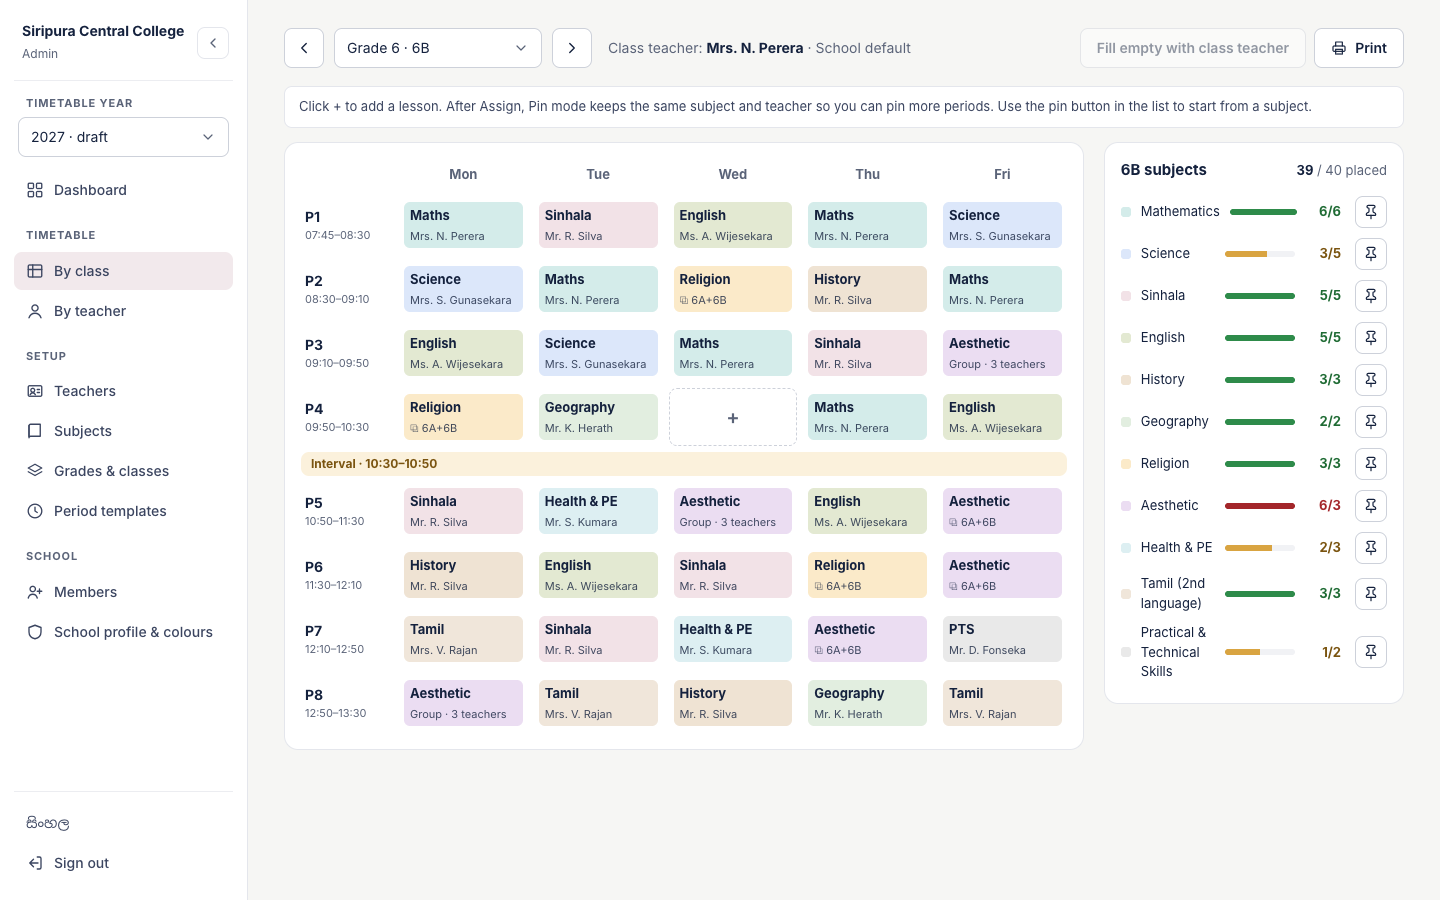 Siripura Central College
Admin
TIMETABLE YEAR
2027 · draft
Dashboard
TIMETABLE
By class
By teacher
SETUP
Teachers
Subjects
Grades & classes
Period templates
SCHOOL
Members
School profile & colours
සිංහල
Sign out
Grade 6 · 6B
Class teacher: Mrs. N. Perera · School default
Fill empty with class teacher
Print
Click + to add a lesson. After Assign, Pin mode keeps the same subject and teacher so you can pin more periods. Use the pin button in the list to start from a subject.
Mon Tue Wed Thu Fri
P1 Maths Sinhala English Maths Science
07:45–08:30 Mrs. N. Perera Mr. R. Silva Ms. A. Wijesekara Mrs. N. Perera Mrs. S. Gunasekara
P2 Science Maths Religion History Maths
08:30–09:10 Mrs. S. Gunasekara Mrs. N. Perera 6A+6B Mr. R. Silva Mrs. N. Perera
P3 English Science Maths Sinhala Aesthetic
09:10–09:50 Ms. A. Wijesekara Mrs. S. Gunasekara Mrs. N. Perera Mr. R. Silva Group · 3 teachers
P4 Religion Geography + Maths English
09:50–10:30 6A+6B Mr. K. Herath Mrs. N. Perera Ms. A. Wijesekara
Interval · 10:30–10:50
P5 Sinhala Health & PE Aesthetic English Aesthetic
10:50–11:30 Mr. R. Silva Mr. S. Kumara Group · 3 teachers Ms. A. Wijesekara 6A+6B
P6 History English Sinhala Religion Aesthetic
11:30–12:10 Mr. R. Silva Ms. A. Wijesekara Mr. R. Silva 6A+6B 6A+6B
P7 Tamil Sinhala Health & PE Aesthetic PTS
12:10–12:50 Mrs. V. Rajan Mr. R. Silva Mr. S. Kumara 6A+6B Mr. D. Fonseka
P8 Aesthetic Tamil History Geography Tamil
12:50–13:30 Group · 3 teachers Mrs. V. Rajan Mr. R. Silva Mr. K. Herath Mrs. V. Rajan
6B subjects 39 / 40 placed
Mathematics 6/6
Science 3/5
Sinhala 5/5
English 5/5
History 3/3
Geography 2/2
Religion 3/3
Aesthetic 6/3
Health & PE 2/3
Tamil (2nd
language) 3/3
Practical &
Technical 1/2
Skills